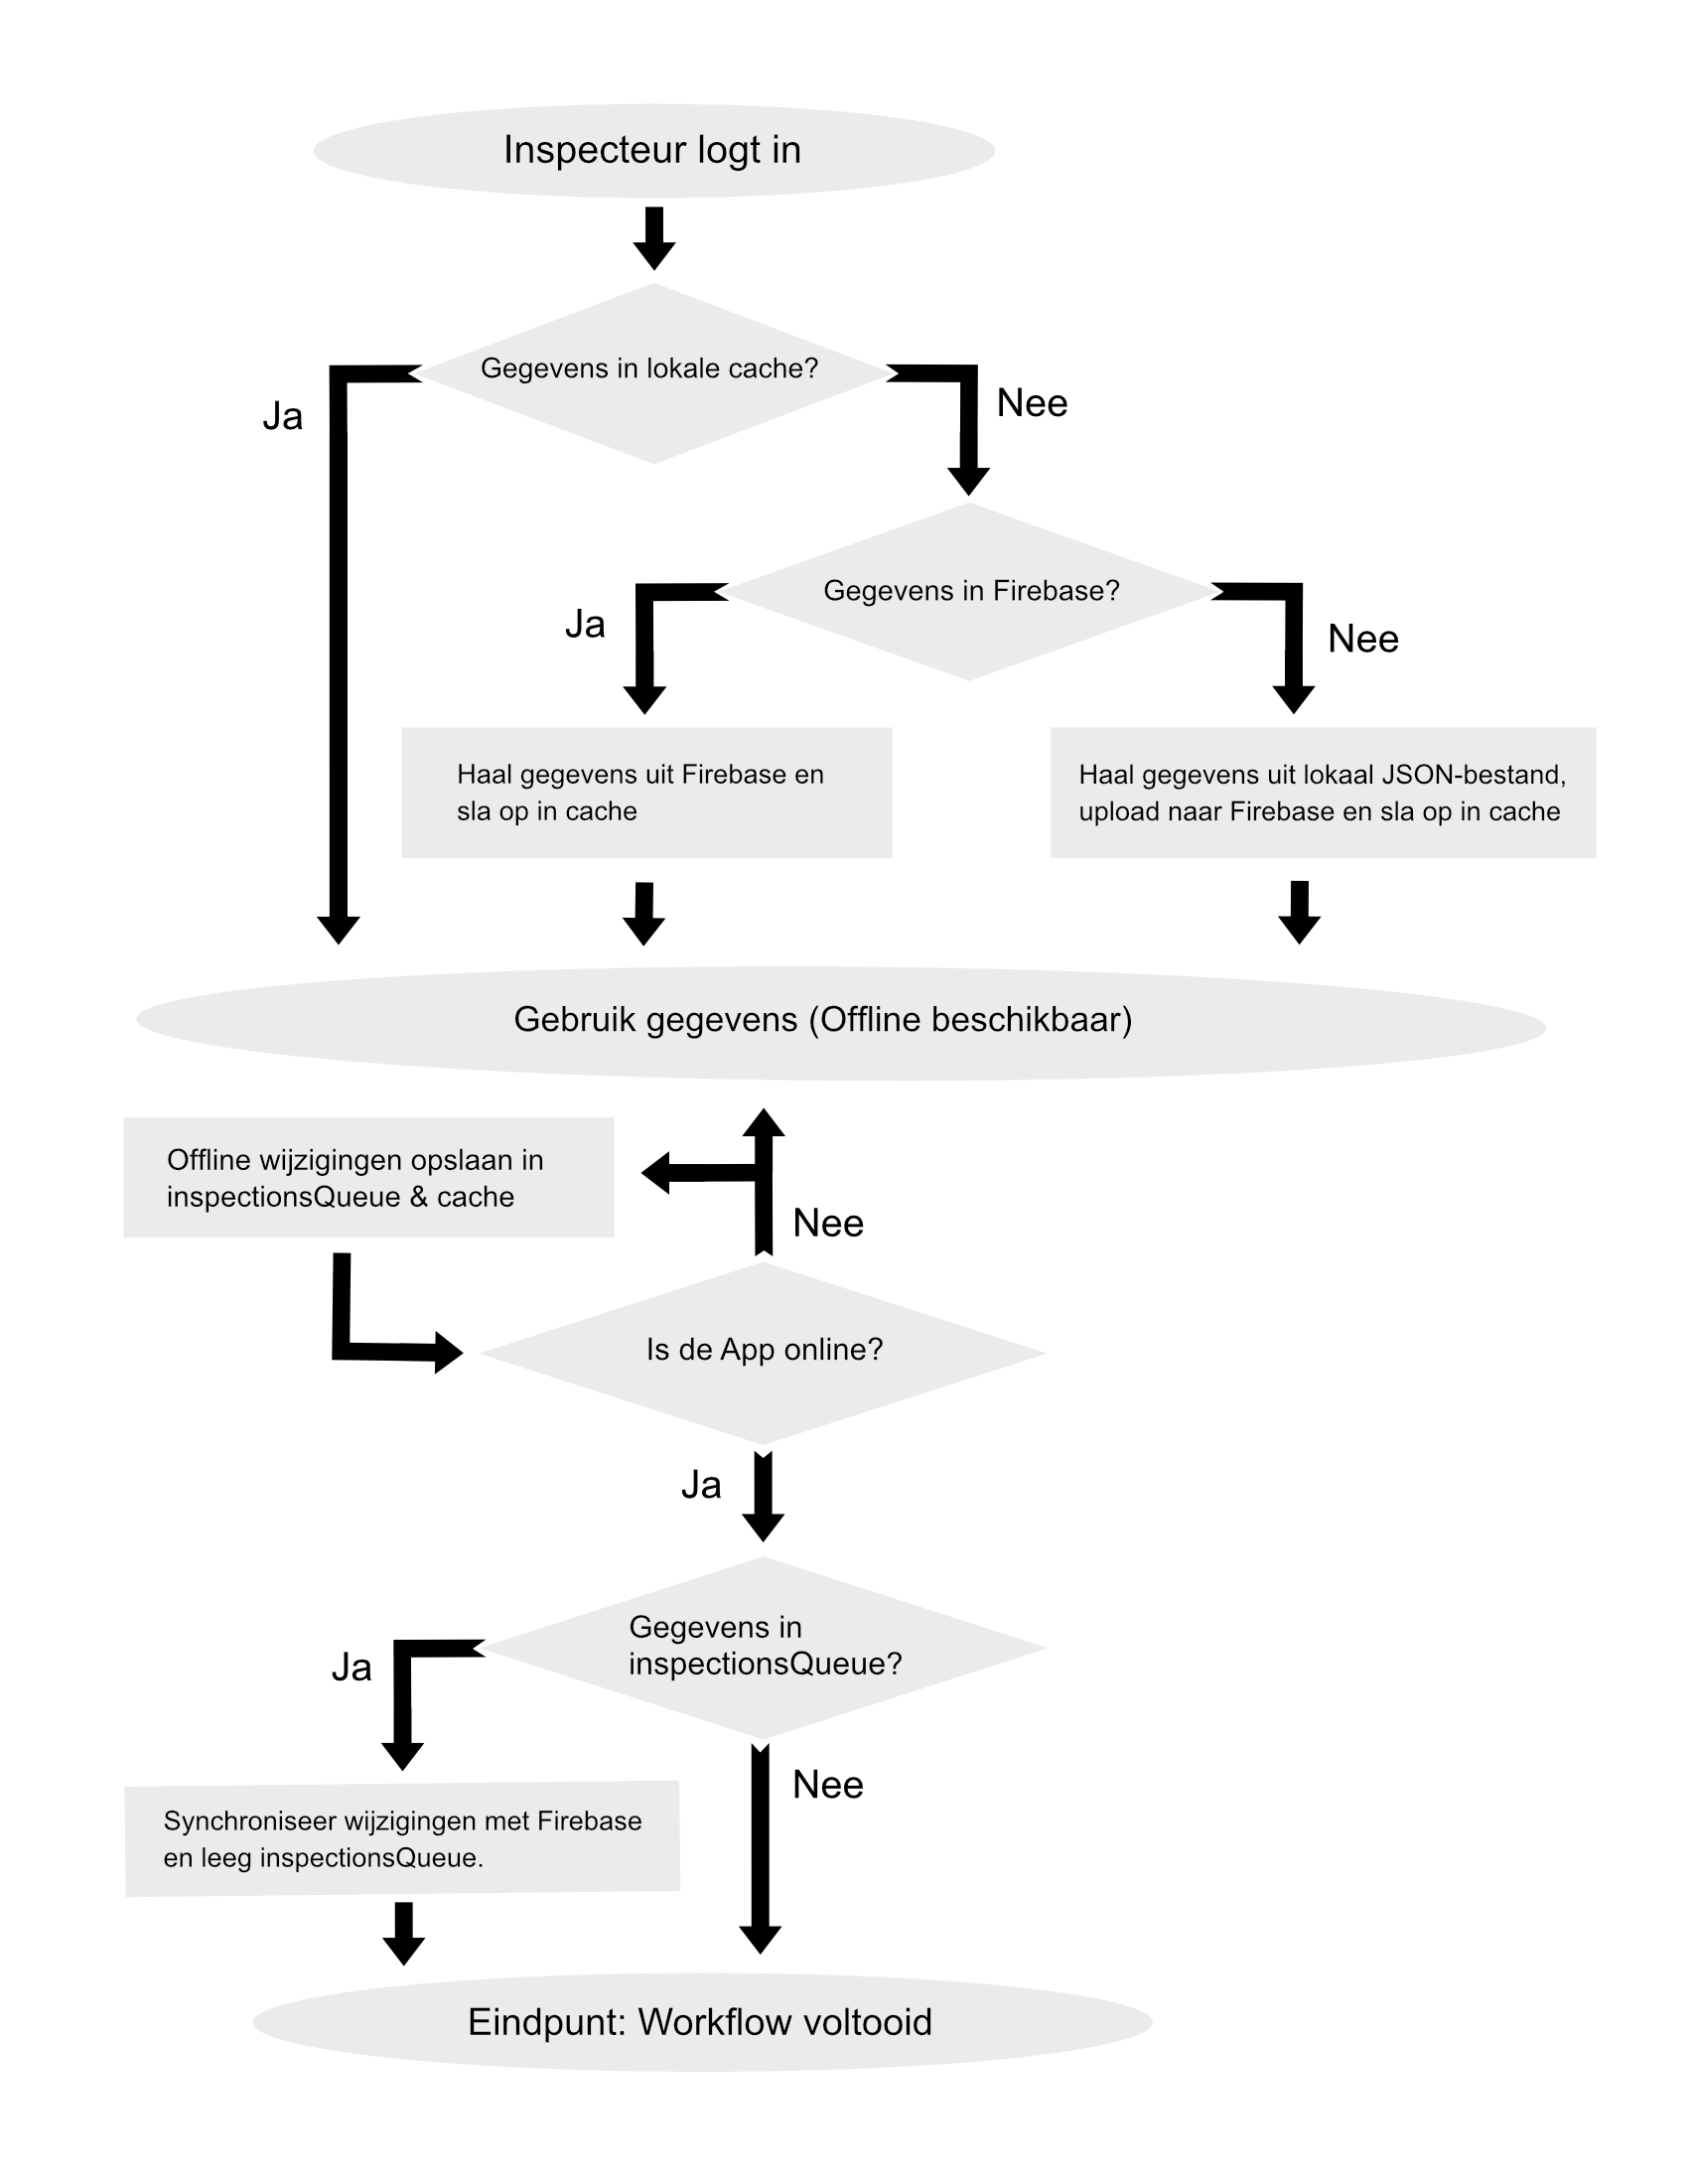 Inspecteur logt in
Gegevens in lokale cache?
Ja
Nee
Gegevens in Firebase?
Ja
Nee
Haal gegevens uit Firebase en
sla op in cache
Haal gegevens uit lokaal JSON-bestand,
upload naar Firebase en sla op in cache
Gebruik gegevens (Offline beschikbaar)
Offline wijzigingen opslaan in
inspectionsQueue & cache
Nee
Is de App online?
Ja
Gegevens in
inspectionsQueue?
Ja
Nee
Synchroniseer wijzigingen met Firebase
en leeg inspectionsQueue.
Eindpunt: Workflow voltooid